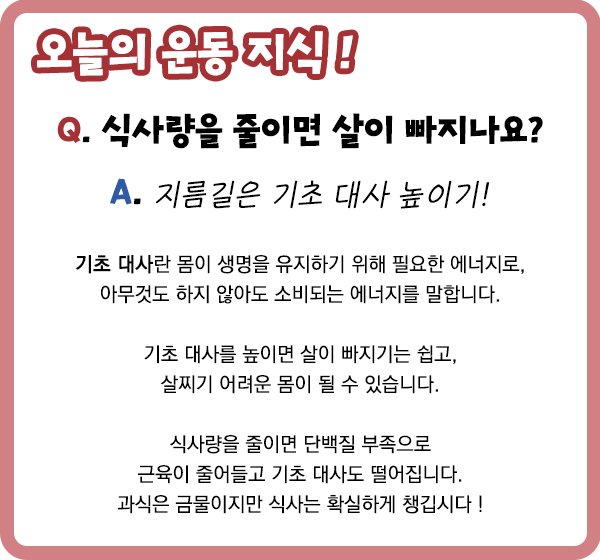 오늘의 운동 지식 !
Q. 식사량을 줄이면 살이 빠지나요?
A. 지름길은 기초 대사 높이기!
기초 대사란 몸이 생명을 유지하기 위해 필요한 에너지로,
아무것도 하지 않아도 소비되는 에너지를 말합니다.
기초 대사를 높이면 살이 빠지기는 쉽고,
살찌기 어려운 몸이 될 수 있습니다.
식사량을 줄이면 단백질 부족으로
근육이 줄어들고 기초 대사도 떨어집니다.
과식은 금물이지만 식사는 확실하게 챙깁시다 !